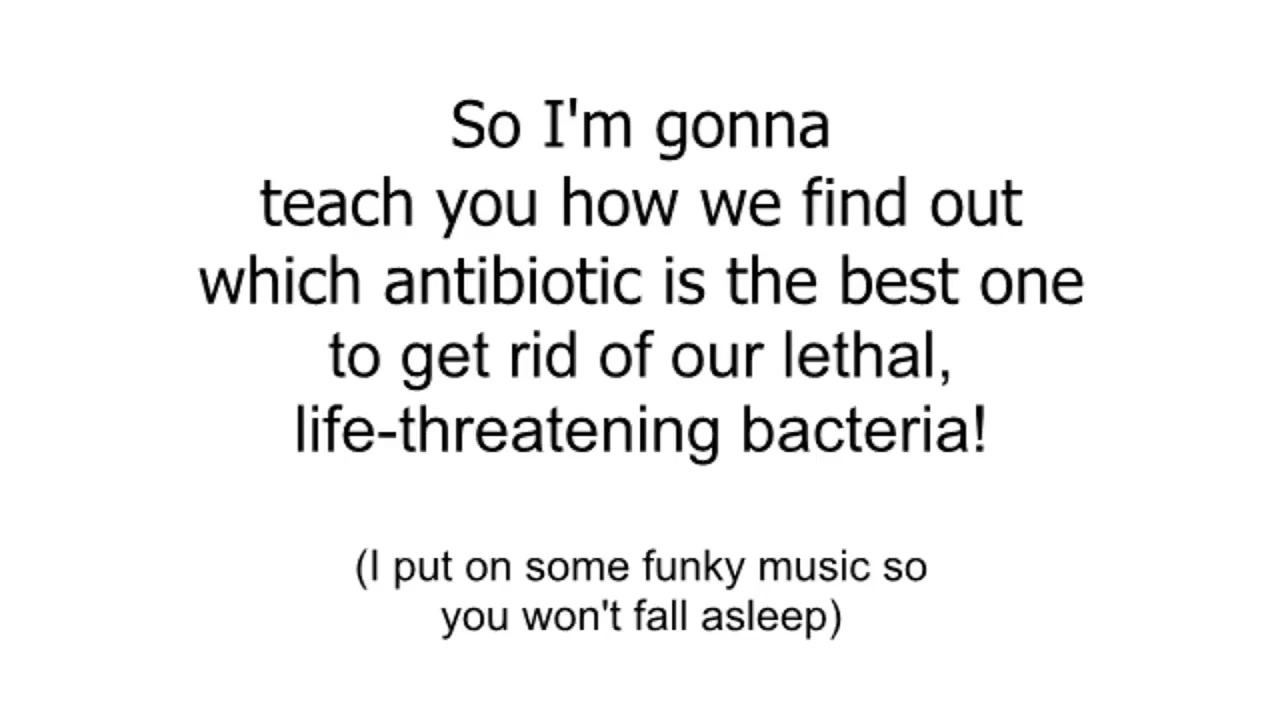 So I'm gonna
teach you how we find out
which antibiotic is the best one
to get rid of our lethal,
life-threatening bacteria!
(I put on some funky music so
you won't fall asleep)